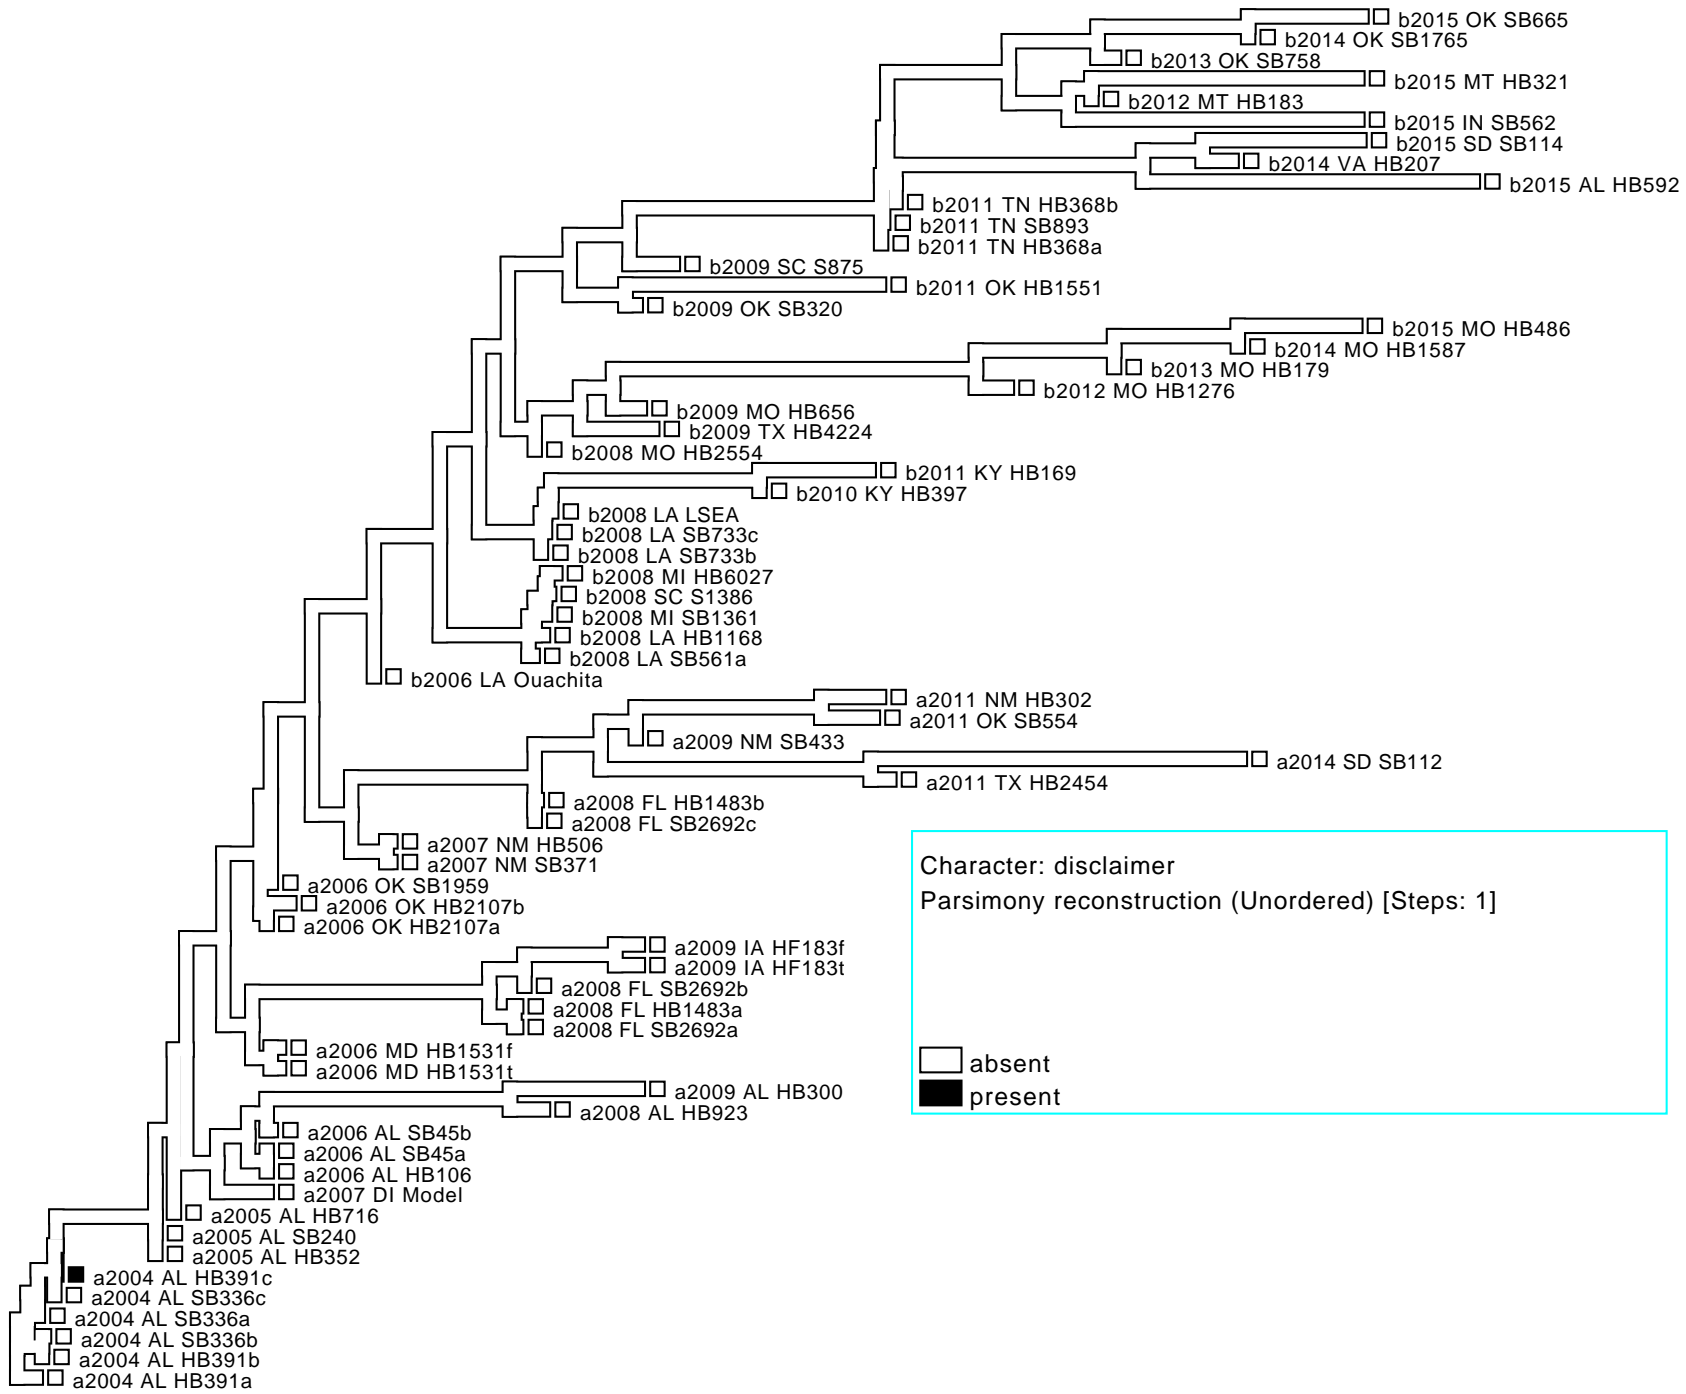 b2015 OK SB665
b2014 OK SB1765
b2013 OK SB758
b2015 MT HB321
b2012 MT HB183
b2015 IN SB562
b2015 SD SB114
b2014 VA HB207
b2015 AL HB592
b2011 TN HB368b
b2011 TN SB893
b2011 TN HB368a
b2009 SC S875
b2011 OK HB1551
b2009 OK SB320
b2015 MO HB486
b2014 MO HB1587
b2013 MO HB179
b2012 MO HB1276
b2009 MO HB656
b2009 TX HB4224
b2008 MO HB2554
b2011 KY HB169
b2010 KY HB397
b2008 LA LSEA
b2008 LA SB733c
b2008 LA SB733b
b2008 MI HB6027
b2008 SC S1386
b2008 MI SB1361
b2008 LA HB1168
b2008 LA SB561a
b2006 LA Ouachita
a2011 NM HB302
a2011 OK SB554
a2009 NM SB433
a2014 SD SB112
a2011 TX HB2454
a2008 FL HB1483b
a2008 FL SB2692c
a2007 NM HB506
a2007 NM SB371
a2006 OK SB1959
a2006 OK HB2107b
a2006 OK HB2107a
a2009 IA HF183f
a2009 IA HF183t
a2008 FL SB2692b
a2008 FL HB1483a
a2008 FL SB2692a
a2006 MD HB1531f
a2006 MD HB1531t
a2009 AL HB300
a2008 AL HB923
a2006 AL SB45b
a2006 AL SB45a
a2006 AL HB106
a2007 DI Model
a2005 AL HB716
a2005 AL SB240
a2005 AL HB352
a2004 AL HB391c
a2004 AL SB336c
a2004 AL SB336a
a2004 AL SB336b
a2004 AL HB391b
a2004 AL HB391a
Character: disclaimer
Parsimony reconstruction (Unordered) [Steps: 1]
absent
present